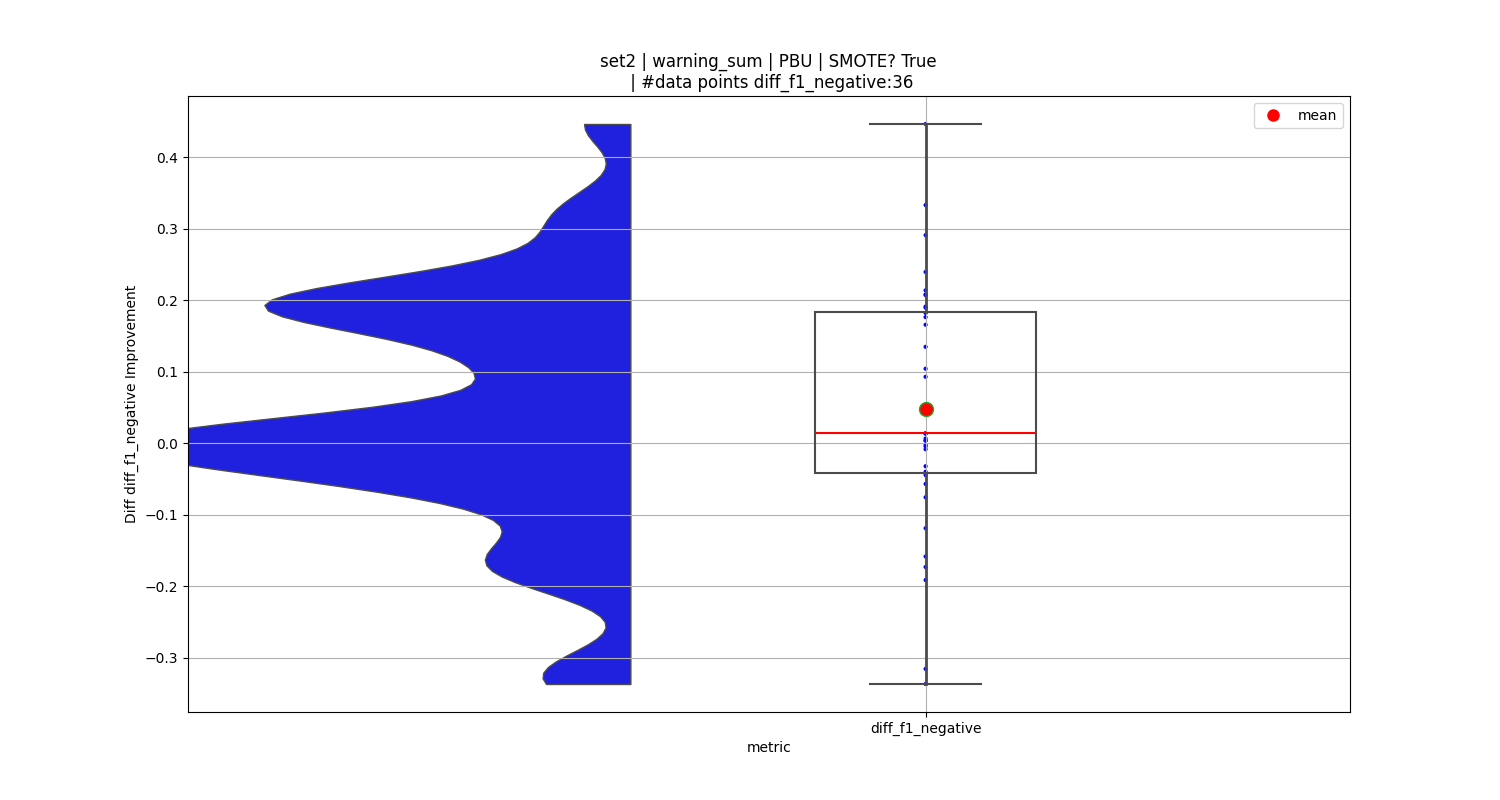 set2 | warning_sum | PBU | SMOTE? True
| #data points diff_f1_negative:36
mean
0.4
0.3
0.2
0.1
0.0
−0.1
−0.2
−0.3
Diff diff_f1_negative Improvement
diff_f1_negative
metric